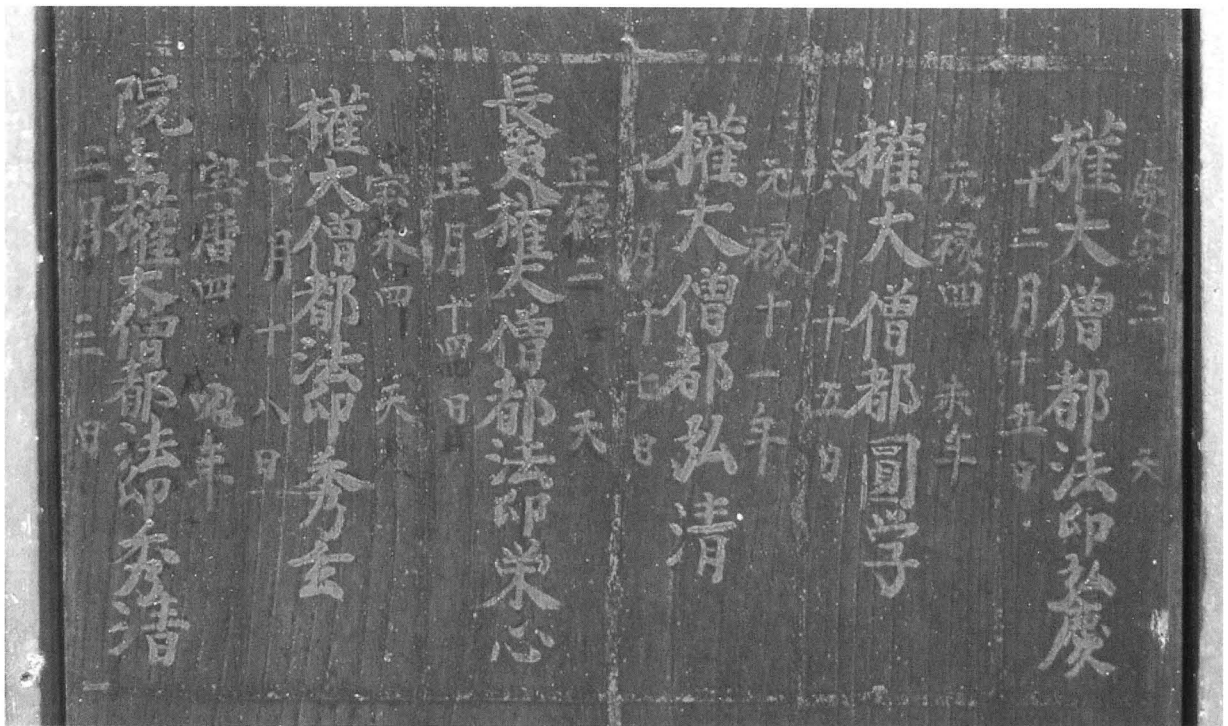 二 天
權大僧都法印弘慶
十二月十五日
元禄四 未年
權大僧都圓学
六月十五日
元禄十一年
權大僧都弘清
七月十七日
正徳二 天
長吏權大僧都法印栄心
正月十四日
宝永四 天
權大僧都法印秀玄
七月十八日
宝暦四 年
院主權大僧都法印秀清
二月三日